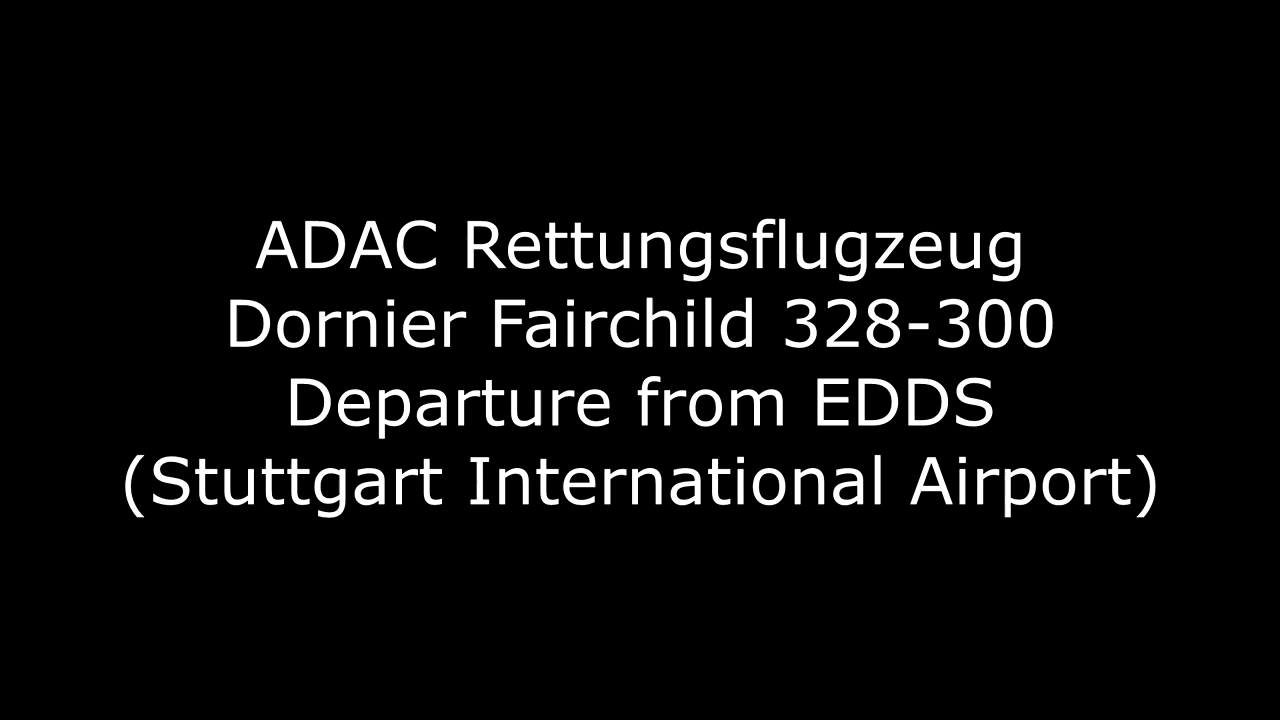 ADAC Rettungsflugzeug
Dornier Fairchild 328-300
Departure from EDDS
(Stuttgart International Airport)